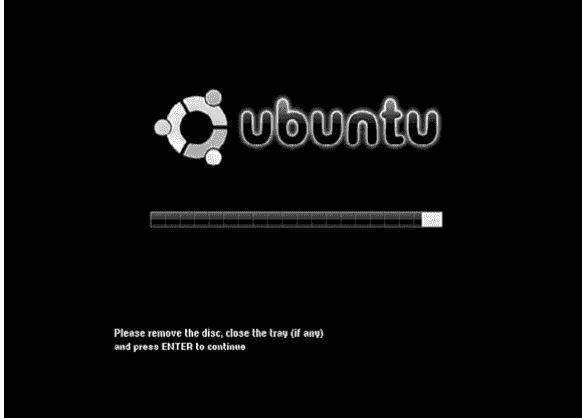 ubuntu
Please remove the disc, close the tray (if any)
and press ENTER to continue